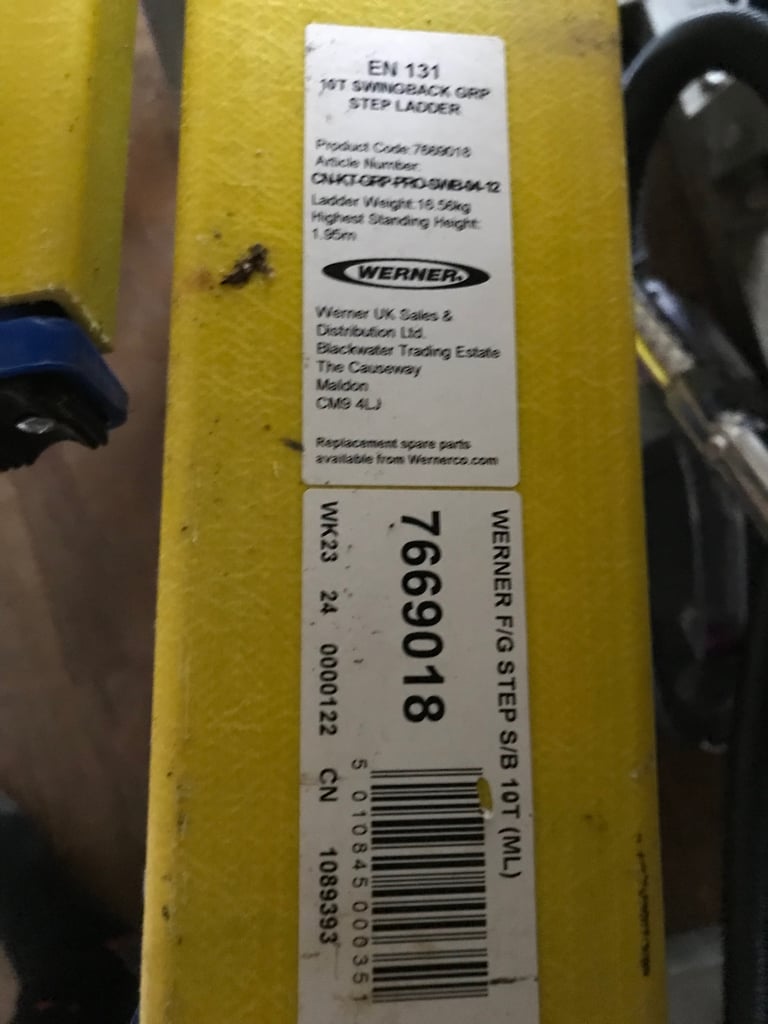 EN 131
10T SWINGBACK GRP
STEP LADDER
Product Code:7669018
Article Number:
CN-KT-GRP-PRO-SWB-04-12
Ladder Weight:16.56kg
Highest Standing Height:
1.95m
WERNER.
Werner UK Sales &
Distribution Ltd.
Blackwater Trading Estate
The Causeway
Maldon
CM9 4LJ
Replacement spare parts
available from Wernerco.com
WERNER F/G STEP S/B 10T (ML)
7669018
5 010845 000351
WK23 24 0000122 CN 1089393